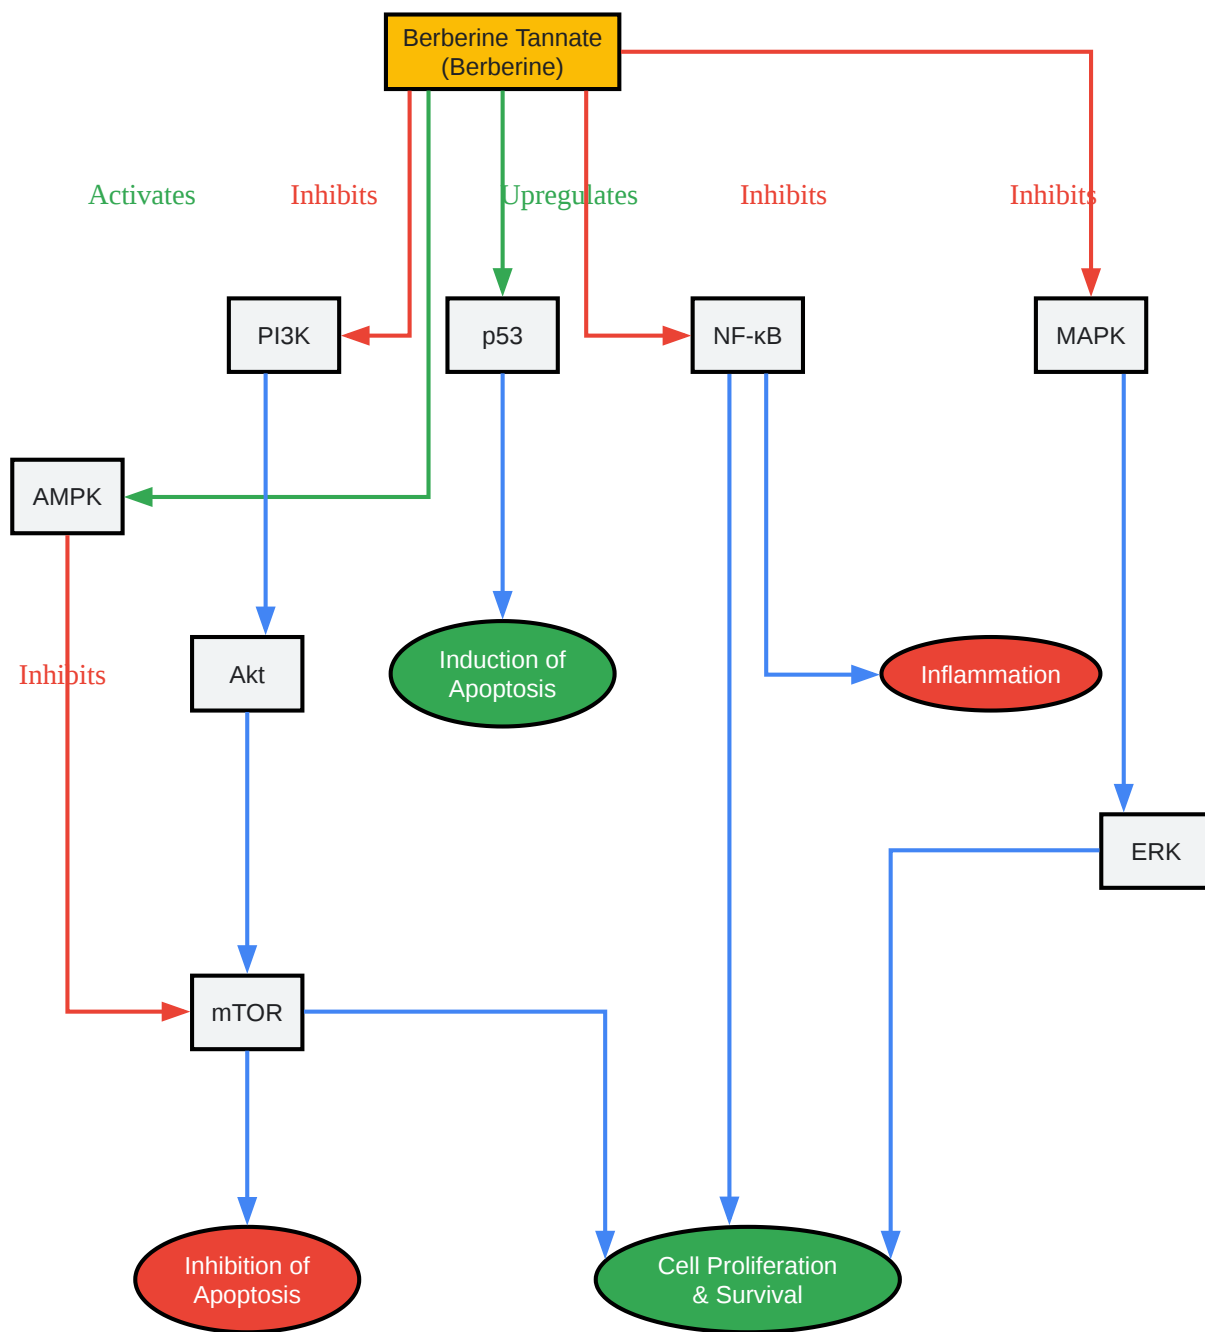 Berberine Tannate
(Berberine)
Activates
Inhibits
Upregulates
Inhibits
Inhibits
PI3K
p53
NF-κB
MAPK
AMPK
Inhibits
Akt
Induction of
Apoptosis
Inflammation
ERK
mTOR
Inhibition of
Apoptosis
Cell Proliferation
& Survival